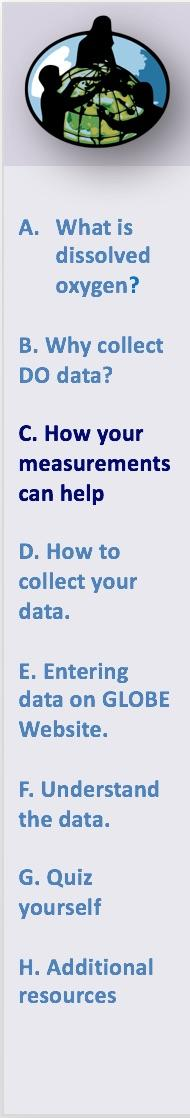 A. What is
dissolved
oxygen?
B. Why collect
DO data?
C. How your
measurements
can help
D. How to
collect your
data.
E. Entering
data on GLOBE
Website.
F. Understand
the data.
G. Quiz
yourself
H. Additional
resources